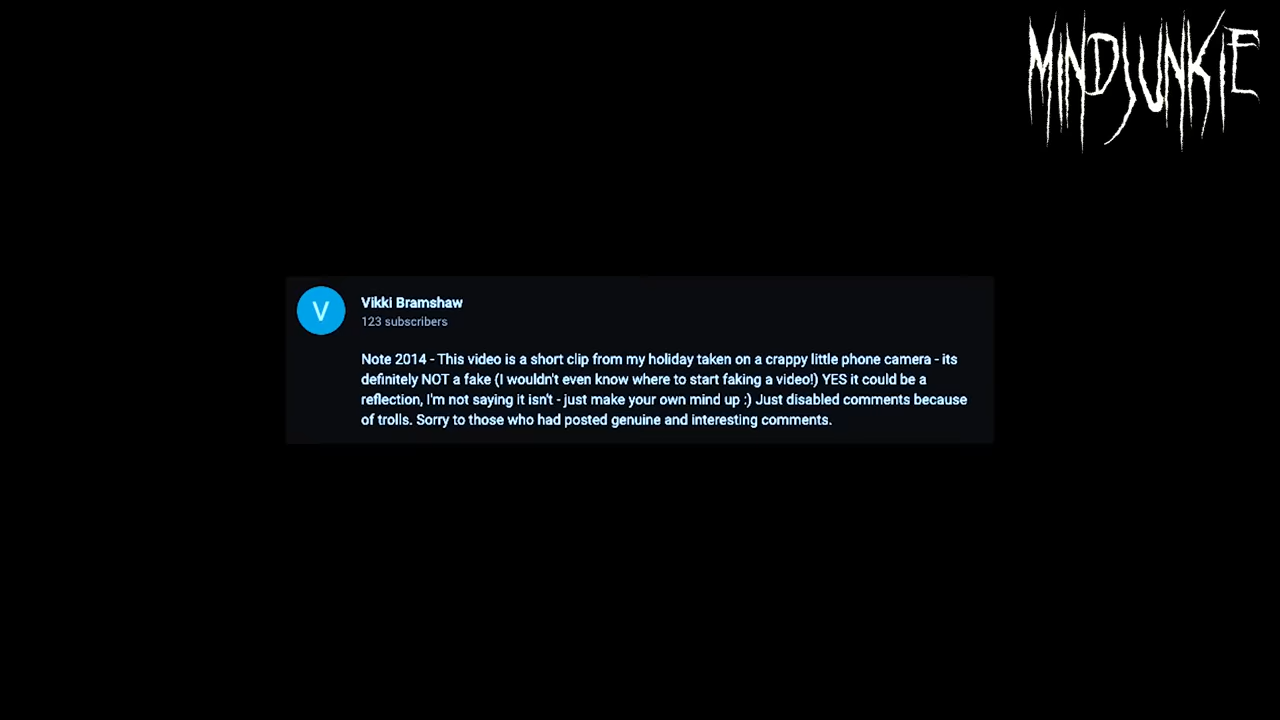 MINDJUNKIE
V
Vikki Bramshaw
123 subscribers
Note 2014 - This video is a short clip from my holiday taken on a crappy little phone camera - its
definitely NOT a fake (I wouldn't even know where to start faking a video!) YES it could be a
reflection, I'm not saying it isn't - just make your own mind up :) Just disabled comments because
of trolls. Sorry to those who had posted genuine and interesting comments.